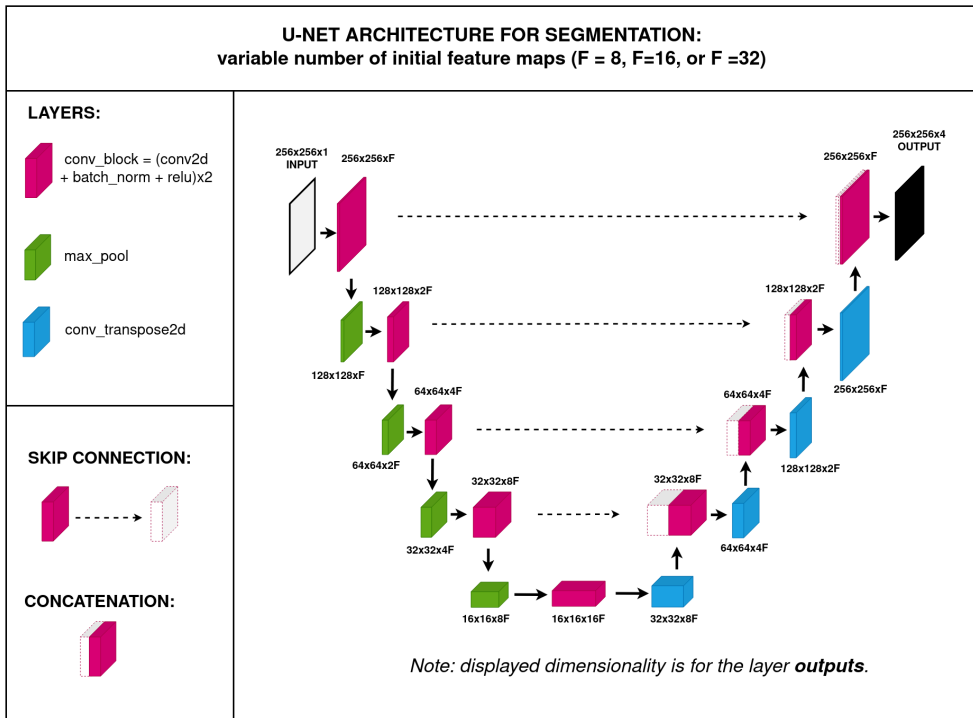 U-NET ARCHITECTURE FOR SEGMENTATION:
variable number of initial feature maps (F = 8, F=16, or F =32)
LAYERS:
conv_block = (conv2d
+ batch_norm + relu)x2
max_pool
conv_transpose2d
SKIP CONNECTION:
CONCATENATION:
256x256x1
INPUT
256x256xF
256x256xF
256x256x4
OUTPUT
128x128x2F
128x128xF
128x128x2F
256x256xF
64x64x4F
64x64x2F
64x64x4F
128x128x2F
32x32x8F
32x32x4F
32x32x8F
64x64x4F
16x16x8F
16x16x16F
32x32x8F
Note: displayed dimensionality is for the layer outputs.